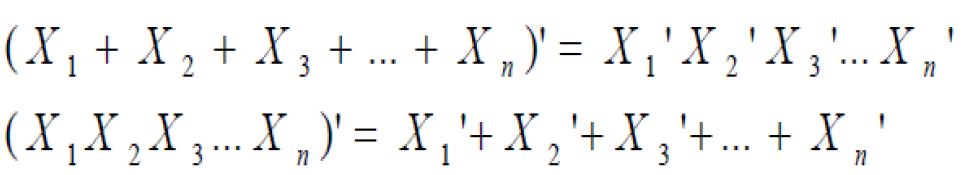 (X₁ + X₂ + X₃ + ... + Xₙ)' = X₁'X₂'X₃'...Xₙ'
(X₁X₂X₃...Xₙ)' = X₁'+X₂'+X₃'+...+Xₙ'